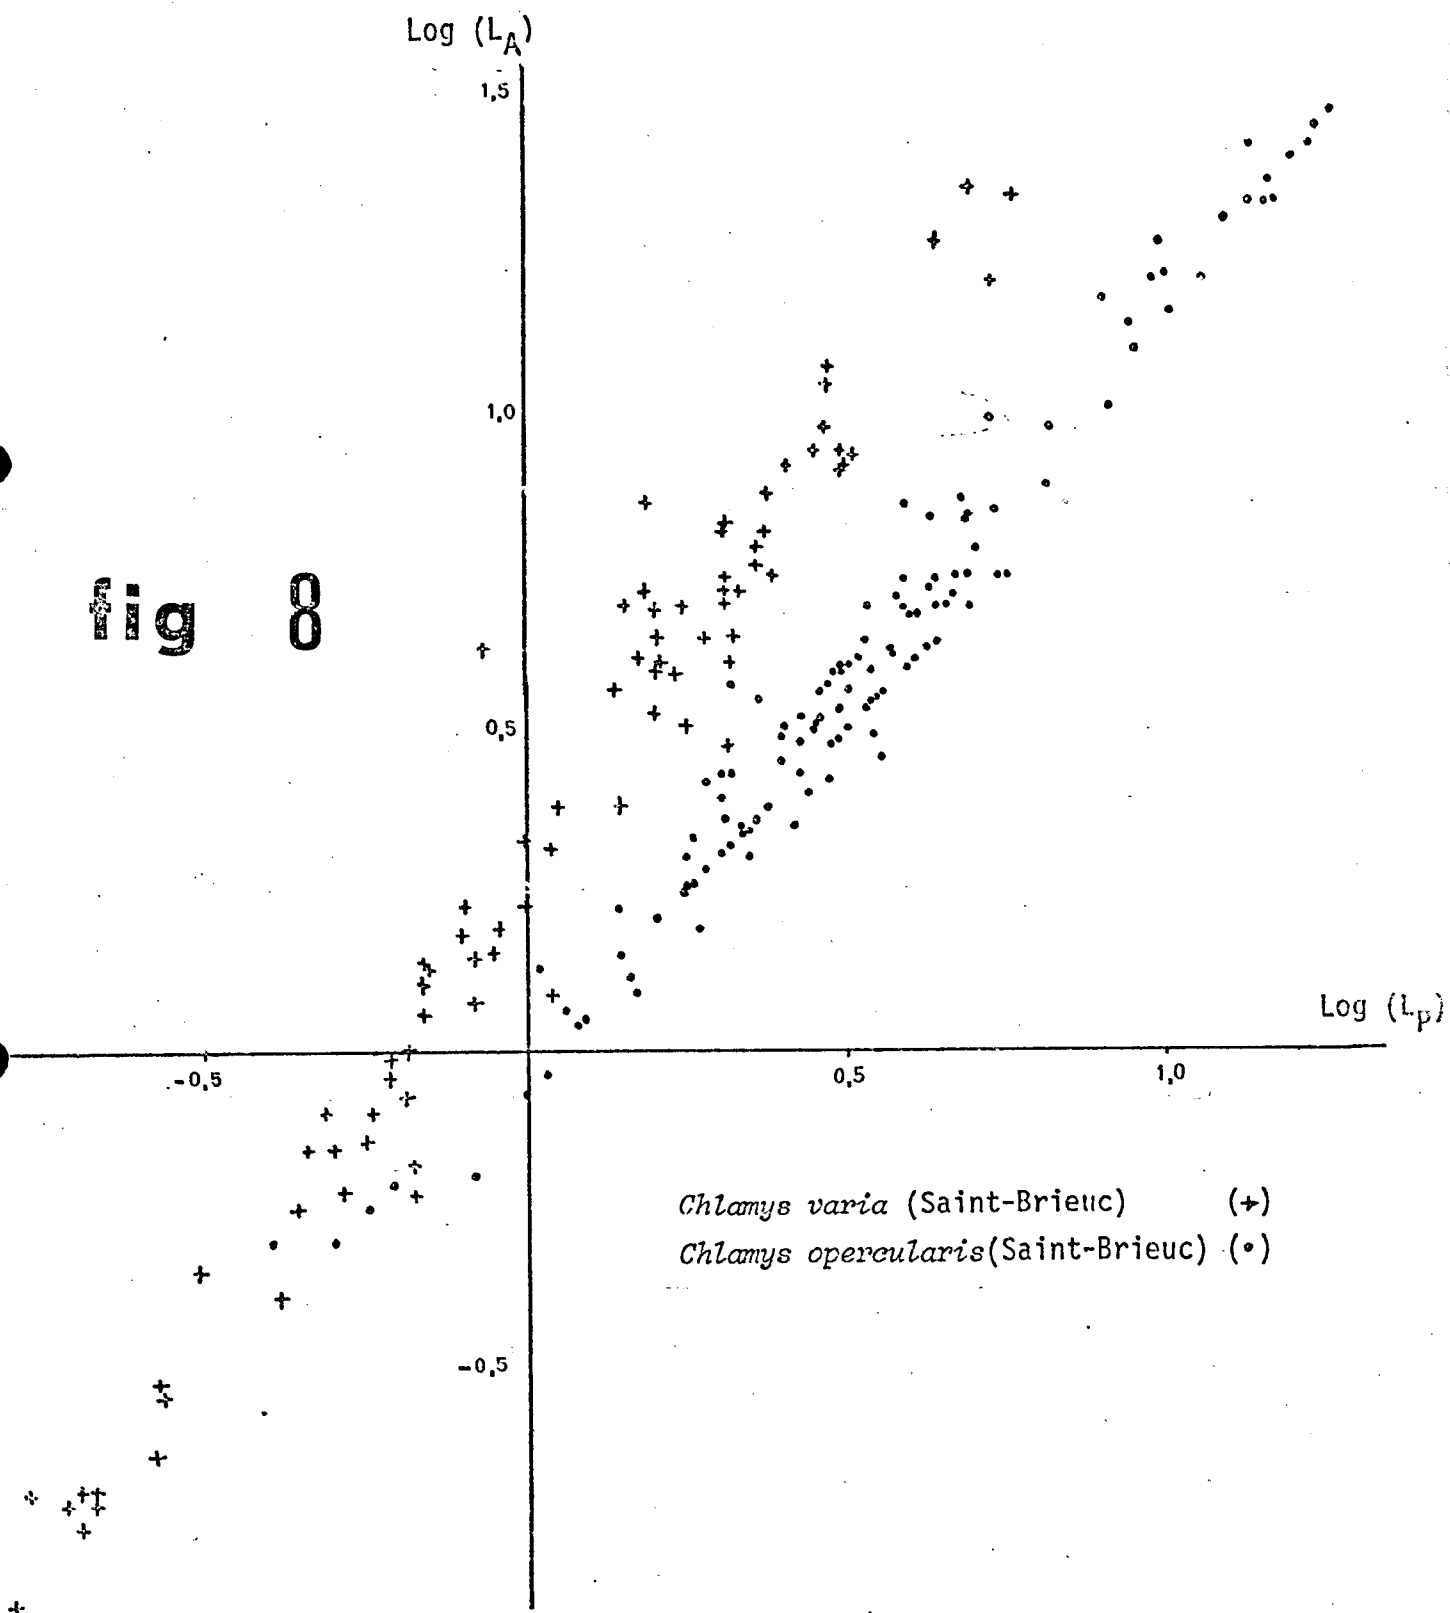 Log (L_A)
1,5
1,0
fig 8
0,5
Log (L_p)
-0,5
0,5
1,0
Chlamys varia (Saint-Brieuc) (+)
Chlamys opercularis(Saint-Brieuc) (•)
-0,5